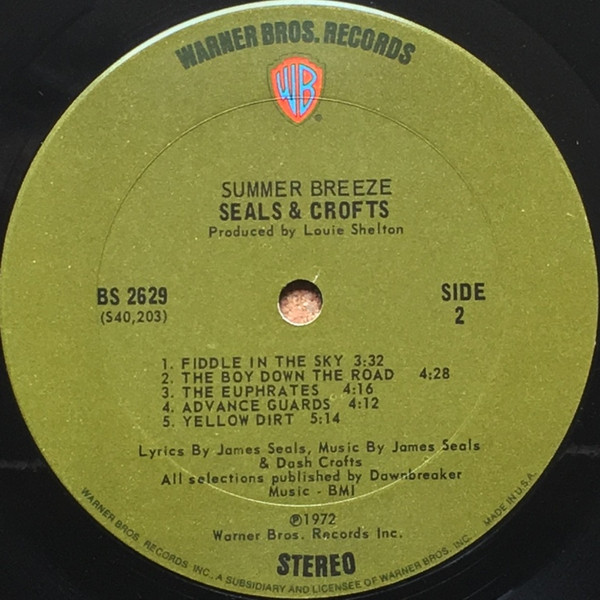 WARNER BROS. RECORDS
WB
®
SUMMER BREEZE
SEALS & CROFTS
Produced by Louie Shelton
BS 2629
(S40,203)
SIDE
2
1. FIDDLE IN THE SKY 3:32
2. THE BOY DOWN THE ROAD 4:28
3. THE EUPHRATES 4:16
4. ADVANCE GUARDS 4:12
5. YELLOW DIRT 5:14
Lyrics By James Seals, Music By James Seals
& Dash Crofts
All selections published by Dawnbreaker
Music - BMI
℗1972
Warner Bros. Records Inc.
STEREO
WARNER BROS. RECORDS INC. A SUBSIDIARY AND LICENSEE OF WARNER BROS. INC. MADE IN U.S.A.